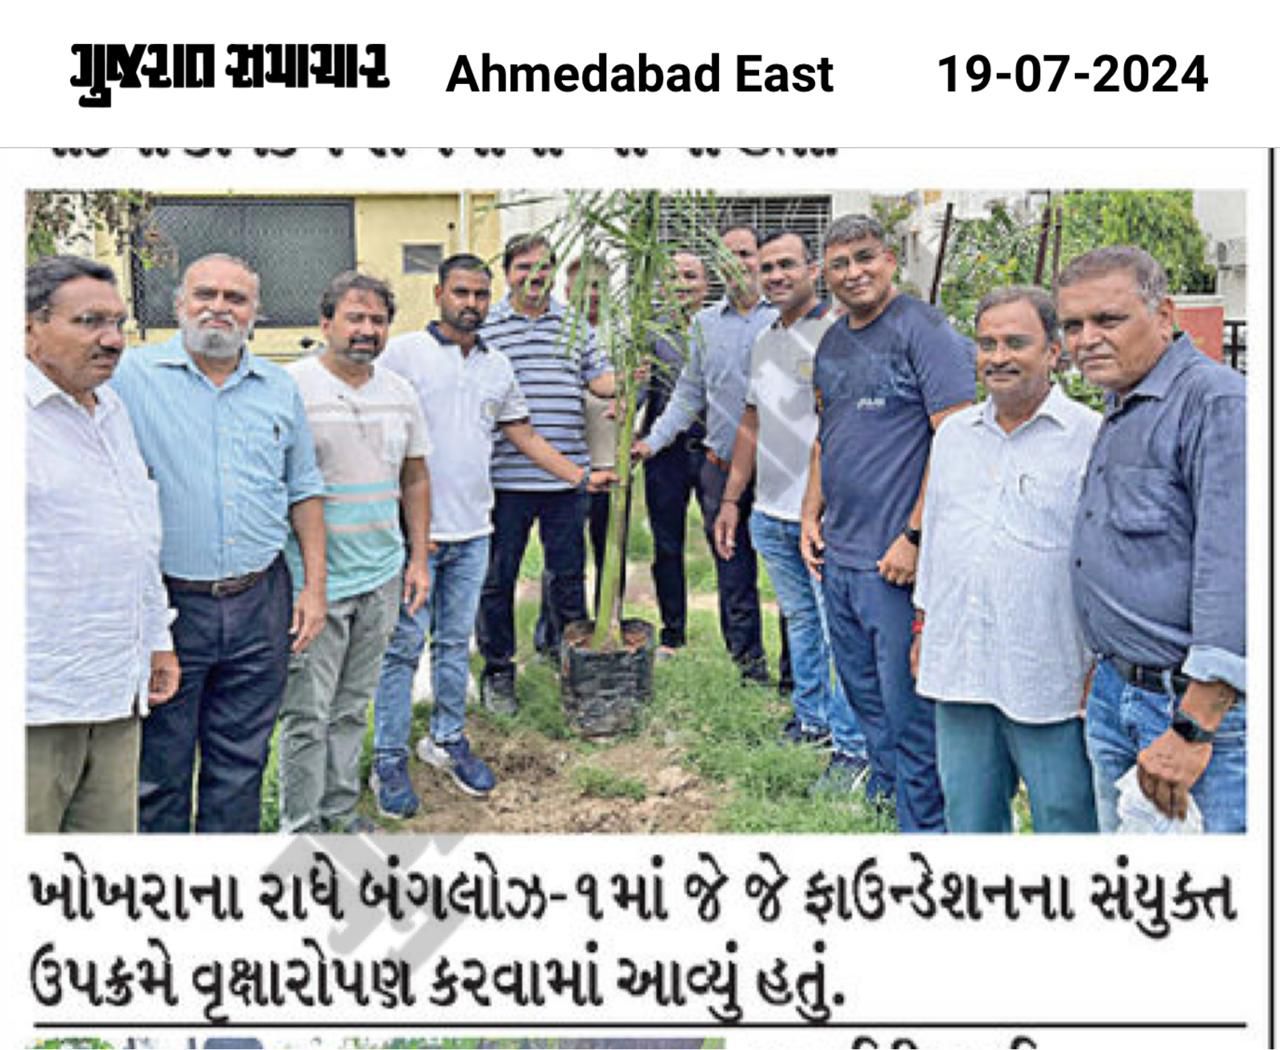 ગુજરાત સમાચાર Ahmedabad East 19-07-2024
ખોખરાના રાધે બંગલોઝ-૧માં જે જે ફાઉન્ડેશનના સંયુક્ત
ઉપક્રમે વૃક્ષારોપણ કરવામાં આવ્યું હતું.